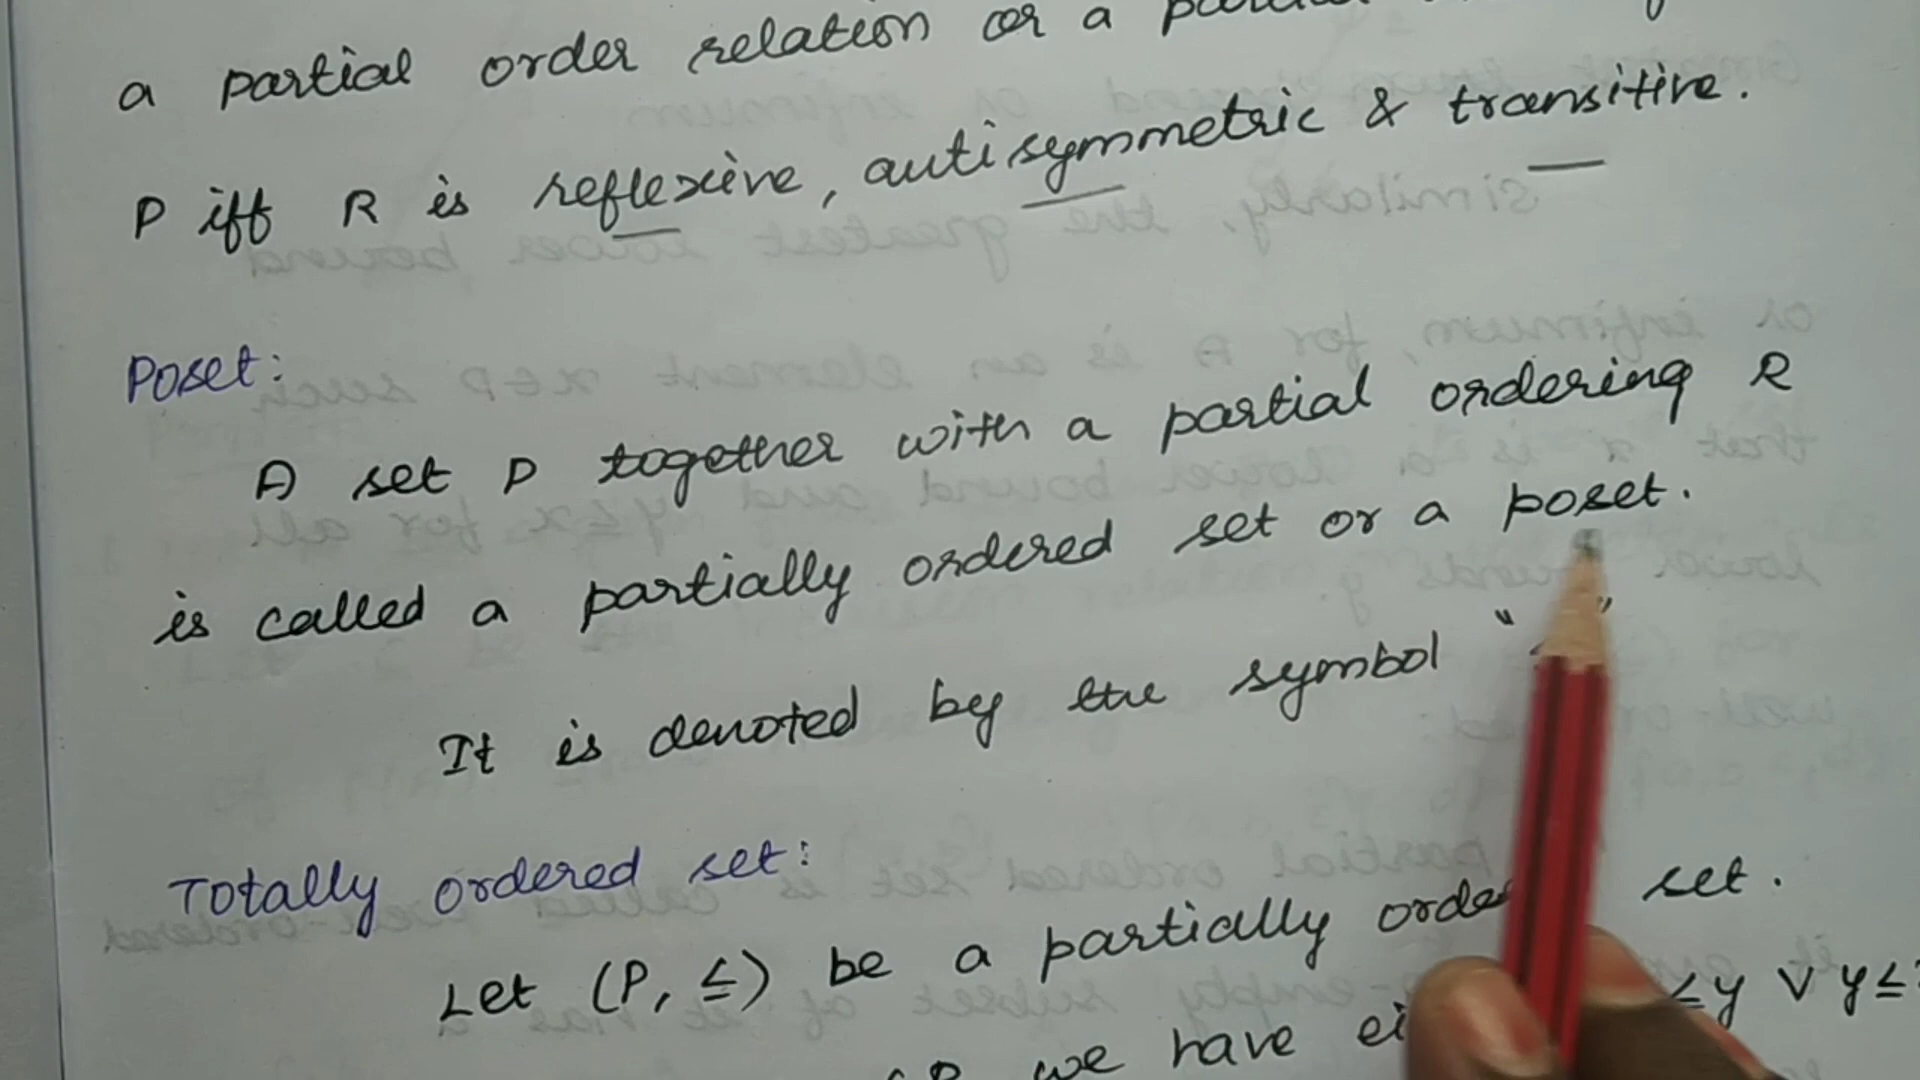 a partial order relation or a
P iff R is reflexive, antisymmetric & transitive.
Poset:
A set P together with a partial ordering R
is called a partially ordered set or a poset.
It is denoted by the symbol "
Totally ordered set:
Let (P, ≤) be a partially set.
we have ≤y ∨ y≤